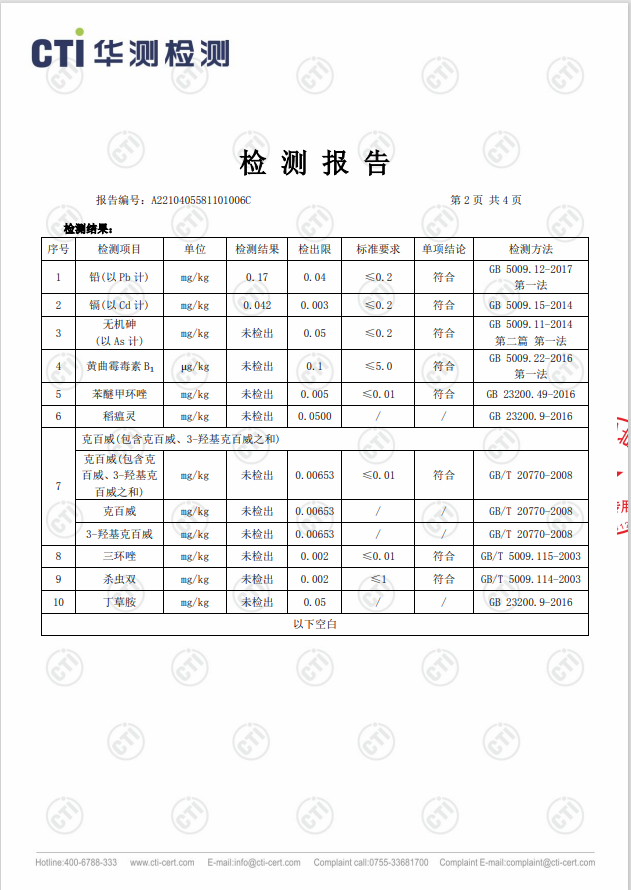 CTI 华测检测
检 测 报 告
报告编号: A2210405581101006C 第 2 页 共 4 页
检测结果:
序号 检测项目 单位 检测结果 检出限 标准要求 单项结论 检测方法
1 铅(以 Pb 计) mg/kg 0.17 0.04 ≤0.2 符合 GB 5009.12-2017
第一法
2 镉(以 Cd 计) mg/kg 0.042 0.003 ≤0.2 符合 GB 5009.15-2014
3 无机砷
(以 As 计) mg/kg 未检出 0.05 ≤0.2 符合 GB 5009.11-2014
第二篇 第一法
4 黄曲霉毒素 B₁ μg/kg 未检出 0.1 ≤5.0 符合 GB 5009.22-2016
第一法
5 苯醚甲环唑 mg/kg 未检出 0.005 ≤0.01 符合 GB 23200.49-2016
6 稻瘟灵 mg/kg 未检出 0.0500 / / GB 23200.9-2016
7 克百威(包含克百威、3-羟基克百威之和)
克百威(包含克
百威、3-羟基克
百威之和) mg/kg 未检出 0.00653 ≤0.01 符合 GB/T 20770-2008
克百威 mg/kg 未检出 0.00653 / / GB/T 20770-2008
3-羟基克百威 mg/kg 未检出 0.00653 / / GB/T 20770-2008
8 三环唑 mg/kg 未检出 0.002 ≤0.01 符合 GB/T 5009.115-2003
9 杀虫双 mg/kg 未检出 0.002 ≤1 符合 GB/T 5009.114-2003
10 丁草胺 mg/kg 未检出 0.05 / / GB 23200.9-2016
以下空白
Hotline:400-6788-333 www.cti-cert.com E-mail:info@cti-cert.com Complaint call:0755-33681700 Complaint E-mail:complaint@cti-cert.com